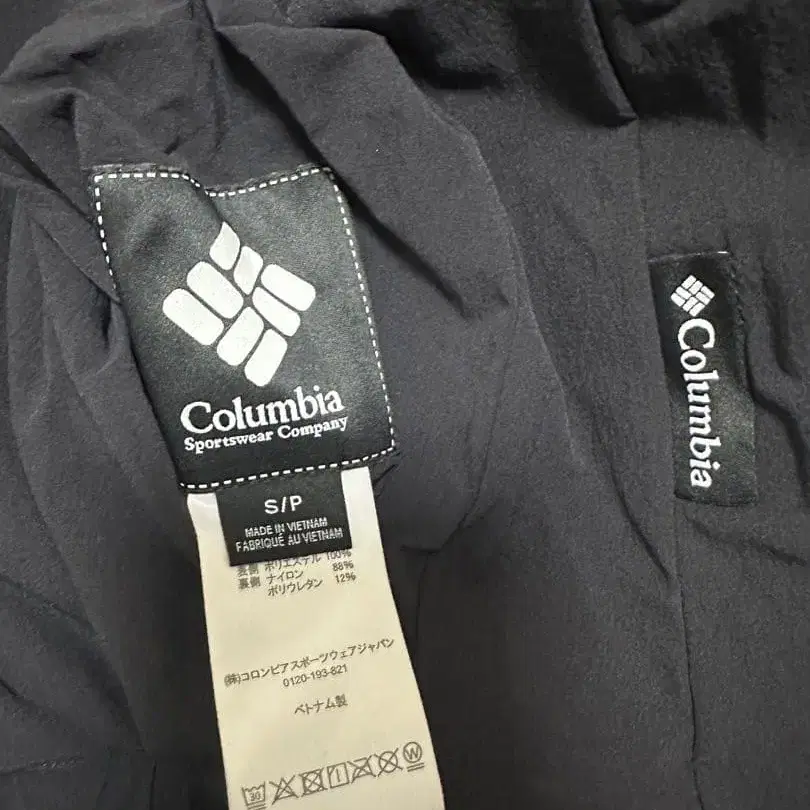 Columbia
Sportswear Company
S/P
MADE IN VIETNAM
FABRIQUÉ AU VIETNAM
表側 ポリエステル 100%
裏側 ナイロン 88%
ポリウレタン 12%
(株)コロンビアスポーツウェアジャパン
0120-193-821
ベトナム製
30
W
Columbia